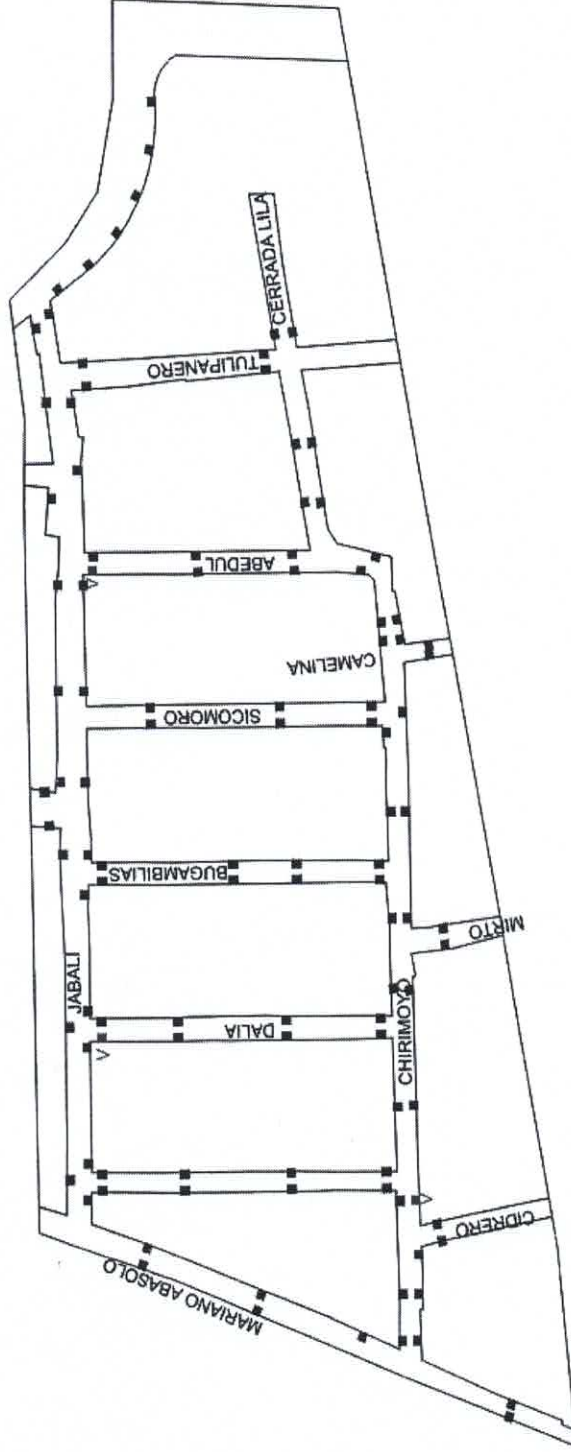 CERRADA LILA
TULIPANERO
ABEDUL
CAMELINA
SICOMORO
BUGAMBILIAS
MIRTO
JABALI
DALIA
CHIRIMOYO
CIDRERO
MARIANO ABASOLO